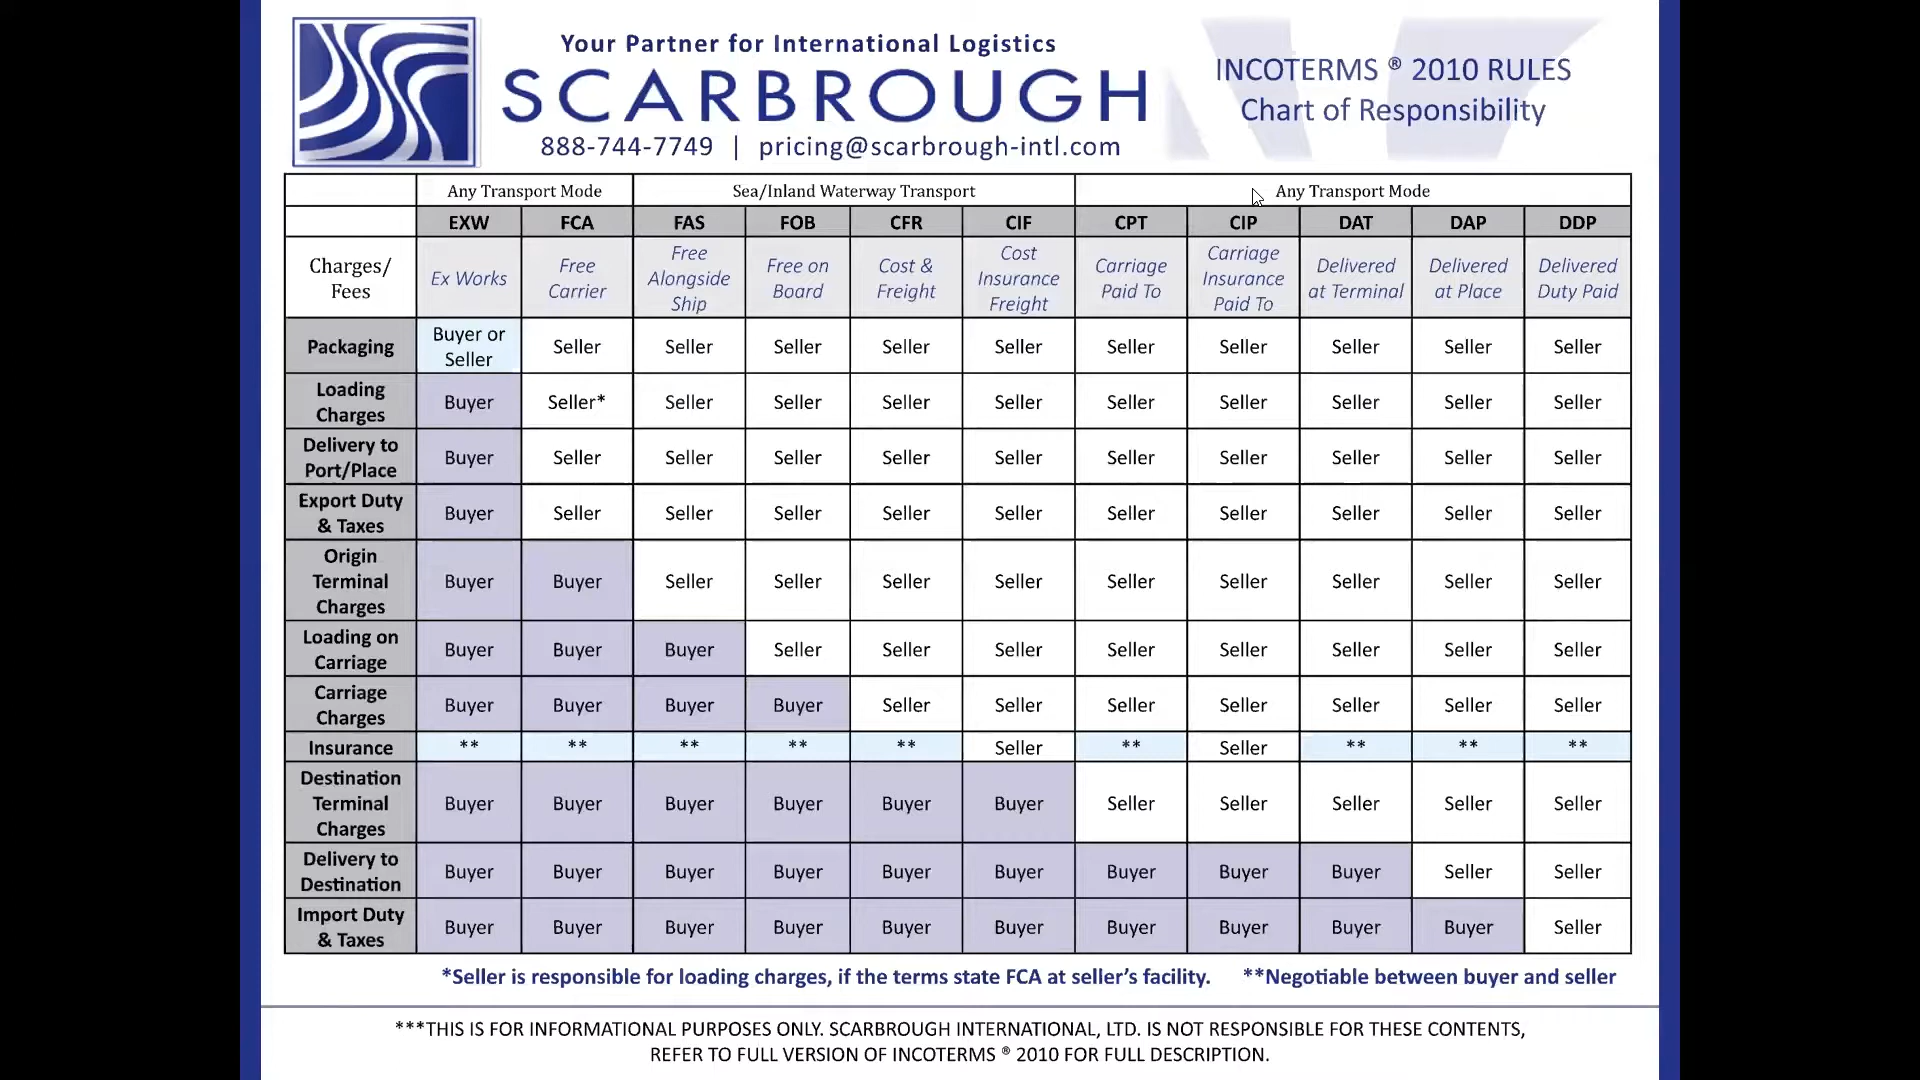 Your Partner for International Logistics
SCARBROUGH
888-744-7749 | pricing@scarbrough-intl.com
INCOTERMS ® 2010 RULES
Chart of Responsibility
Any Transport Mode Sea/Inland Waterway Transport Any Transport Mode
EXW FCA FAS FOB CFR CIF CPT CIP DAT DAP DDP
Charges/
Fees
Ex Works
Free
Carrier
Free
Alongside
Ship
Free on
Board
Cost &
Freight
Cost
Insurance
Freight
Carriage
Paid To
Carriage
Insurance
Paid To
Delivered
at Terminal
Delivered
at Place
Delivered
Duty Paid
Packaging
Buyer or
Seller
Seller Seller Seller Seller Seller Seller Seller Seller Seller Seller
Loading
Charges
Buyer Seller* Seller Seller Seller Seller Seller Seller Seller Seller Seller
Delivery to
Port/Place
Buyer Seller Seller Seller Seller Seller Seller Seller Seller Seller Seller
Export Duty
& Taxes
Buyer Seller Seller Seller Seller Seller Seller Seller Seller Seller Seller
Origin
Terminal
Charges
Buyer Buyer Seller Seller Seller Seller Seller Seller Seller Seller Seller
Loading on
Carriage
Buyer Buyer Buyer Seller Seller Seller Seller Seller Seller Seller Seller
Carriage
Charges
Buyer Buyer Buyer Buyer Seller Seller Seller Seller Seller Seller Seller
Insurance ** ** ** ** ** Seller ** Seller ** ** **
Destination
Terminal
Charges
Buyer Buyer Buyer Buyer Buyer Buyer Seller Seller Seller Seller Seller
Delivery to
Destination
Buyer Buyer Buyer Buyer Buyer Buyer Buyer Buyer Buyer Seller Seller
Import Duty
& Taxes
Buyer Buyer Buyer Buyer Buyer Buyer Buyer Buyer Buyer Buyer Seller
*Seller is responsible for loading charges, if the terms state FCA at seller’s facility. **Negotiable between buyer and seller
***THIS IS FOR INFORMATIONAL PURPOSES ONLY. SCARBROUGH INTERNATIONAL, LTD. IS NOT RESPONSIBLE FOR THESE CONTENTS,
REFER TO FULL VERSION OF INCOTERMS ® 2010 FOR FULL DESCRIPTION.